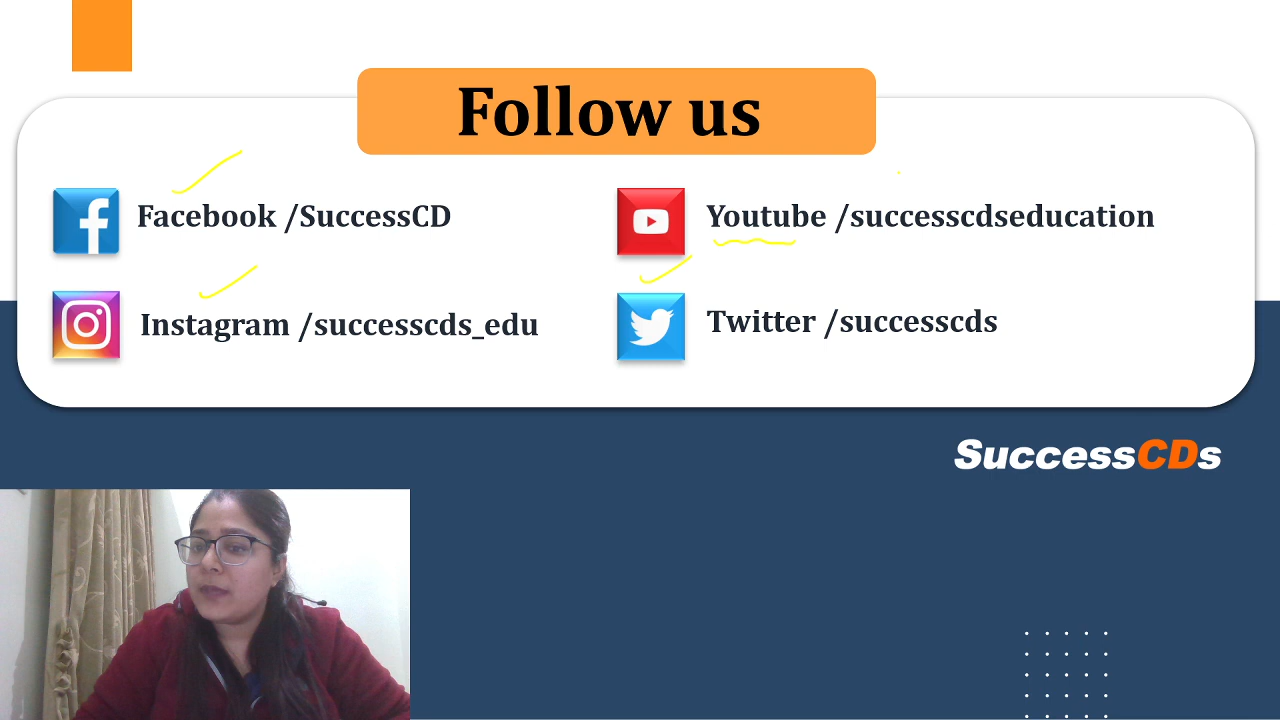 Follow us
Facebook /SuccessCD
Youtube /successcdseducation
Instagram /successcds_edu
Twitter /successcds
SuccessCDs